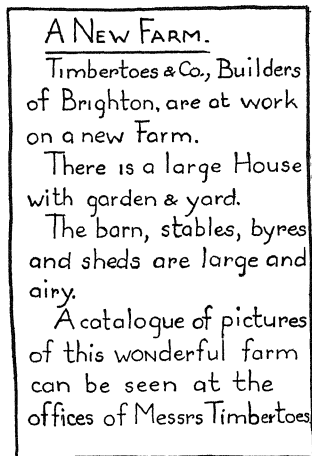 A NEW FARM.
Timbertoes & Co., Builders
of Brighton, are at work
on a new Farm.
There is a large House
with garden & yard.
The barn, stables, byres
and sheds are large and
airy.
A catalogue of pictures
of this wonderful farm
can be seen at the
offices of Messrs Timbertoes